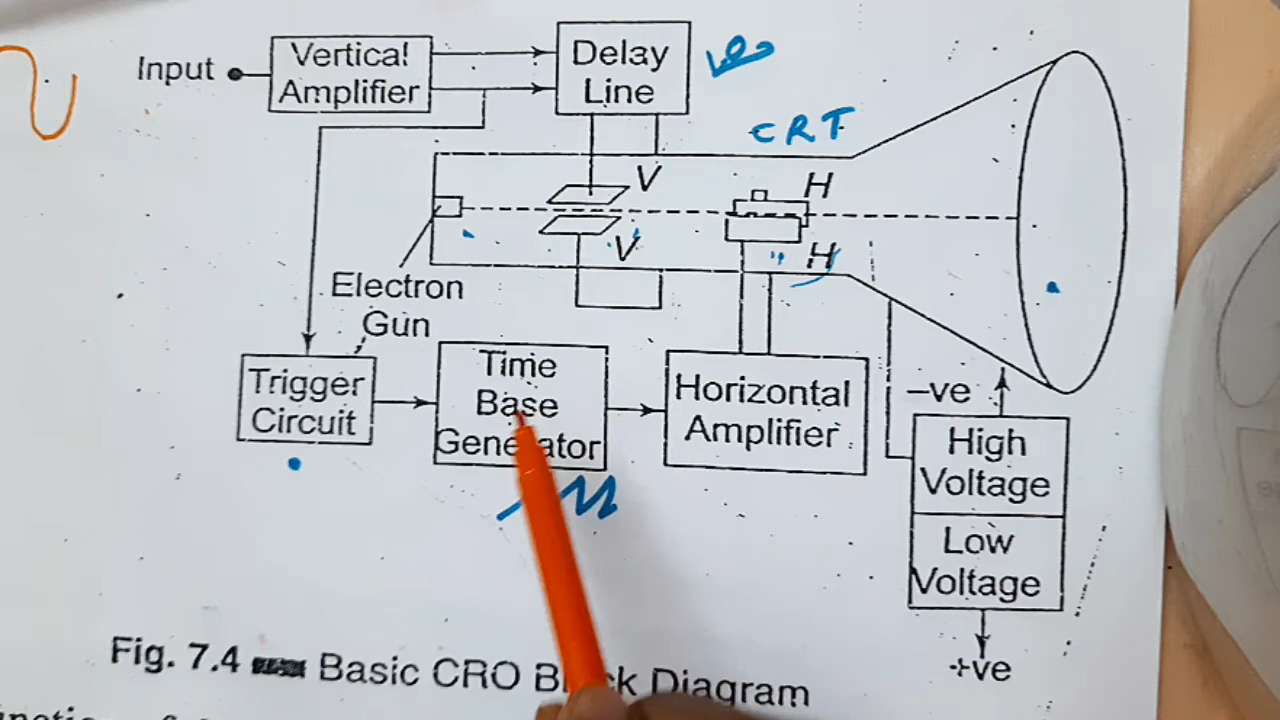 Input
Vertical
Amplifier
Delay
Line
CRT
V
V
H
H
Electron
Gun
Trigger
Circuit
Time
Base
Generator
Horizontal
Amplifier
–ve
High
Voltage
Low
Voltage
+ve
Fig. 7.4 Basic CRO Diagram